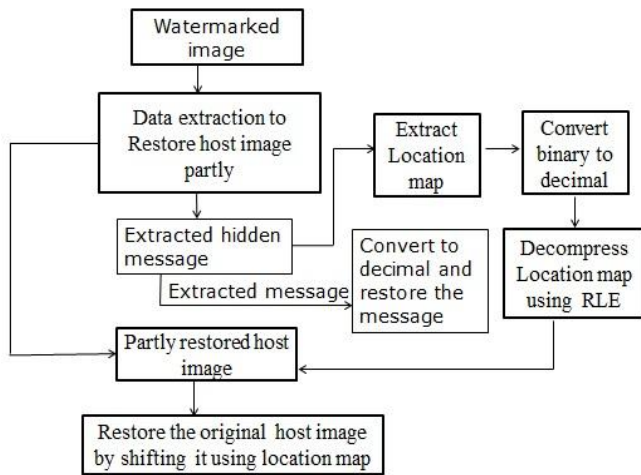 Watermarked
image
Data extraction to
Restore host image
partly
Extract
Location
map
Convert
binary to
decimal
Extracted hidden
message
Extracted message
Convert to
decimal and
restore the
message
Decompress
Location map
using RLE
Partly restored host
image
Restore the original host image
by shifting it using location map